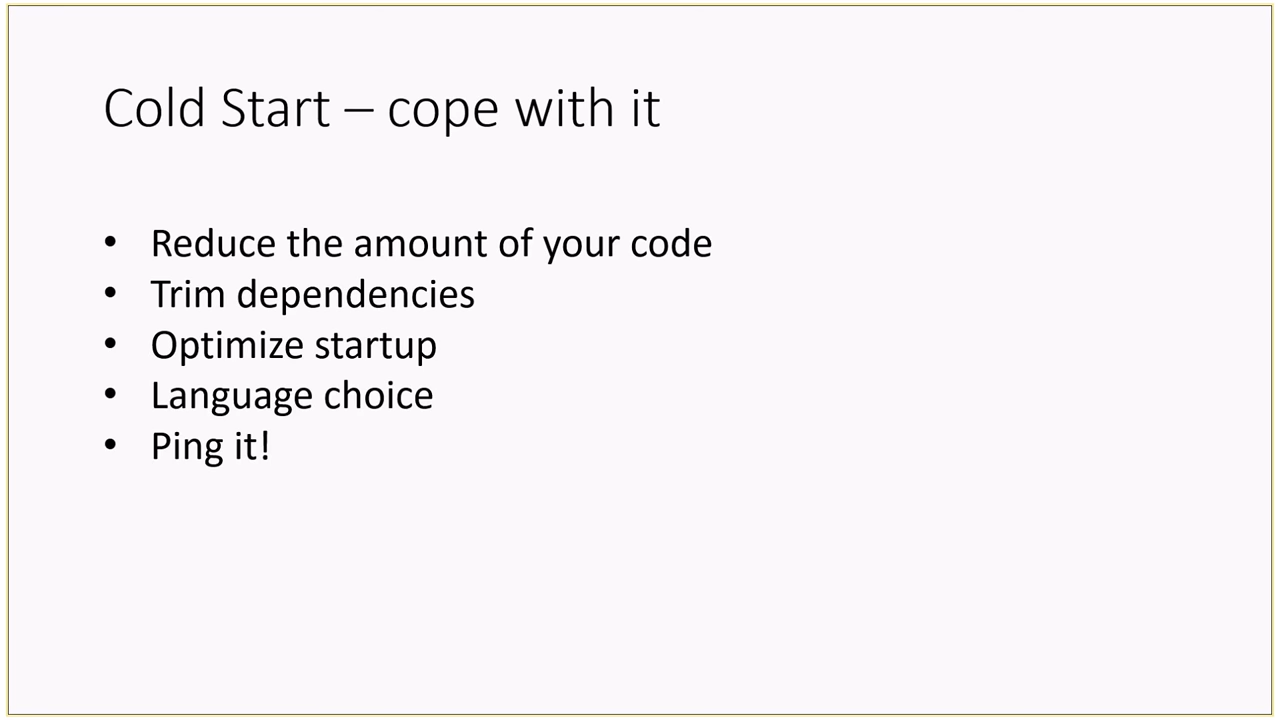 Cold Start – cope with it
• Reduce the amount of your code
• Trim dependencies
• Optimize startup
• Language choice
• Ping it!